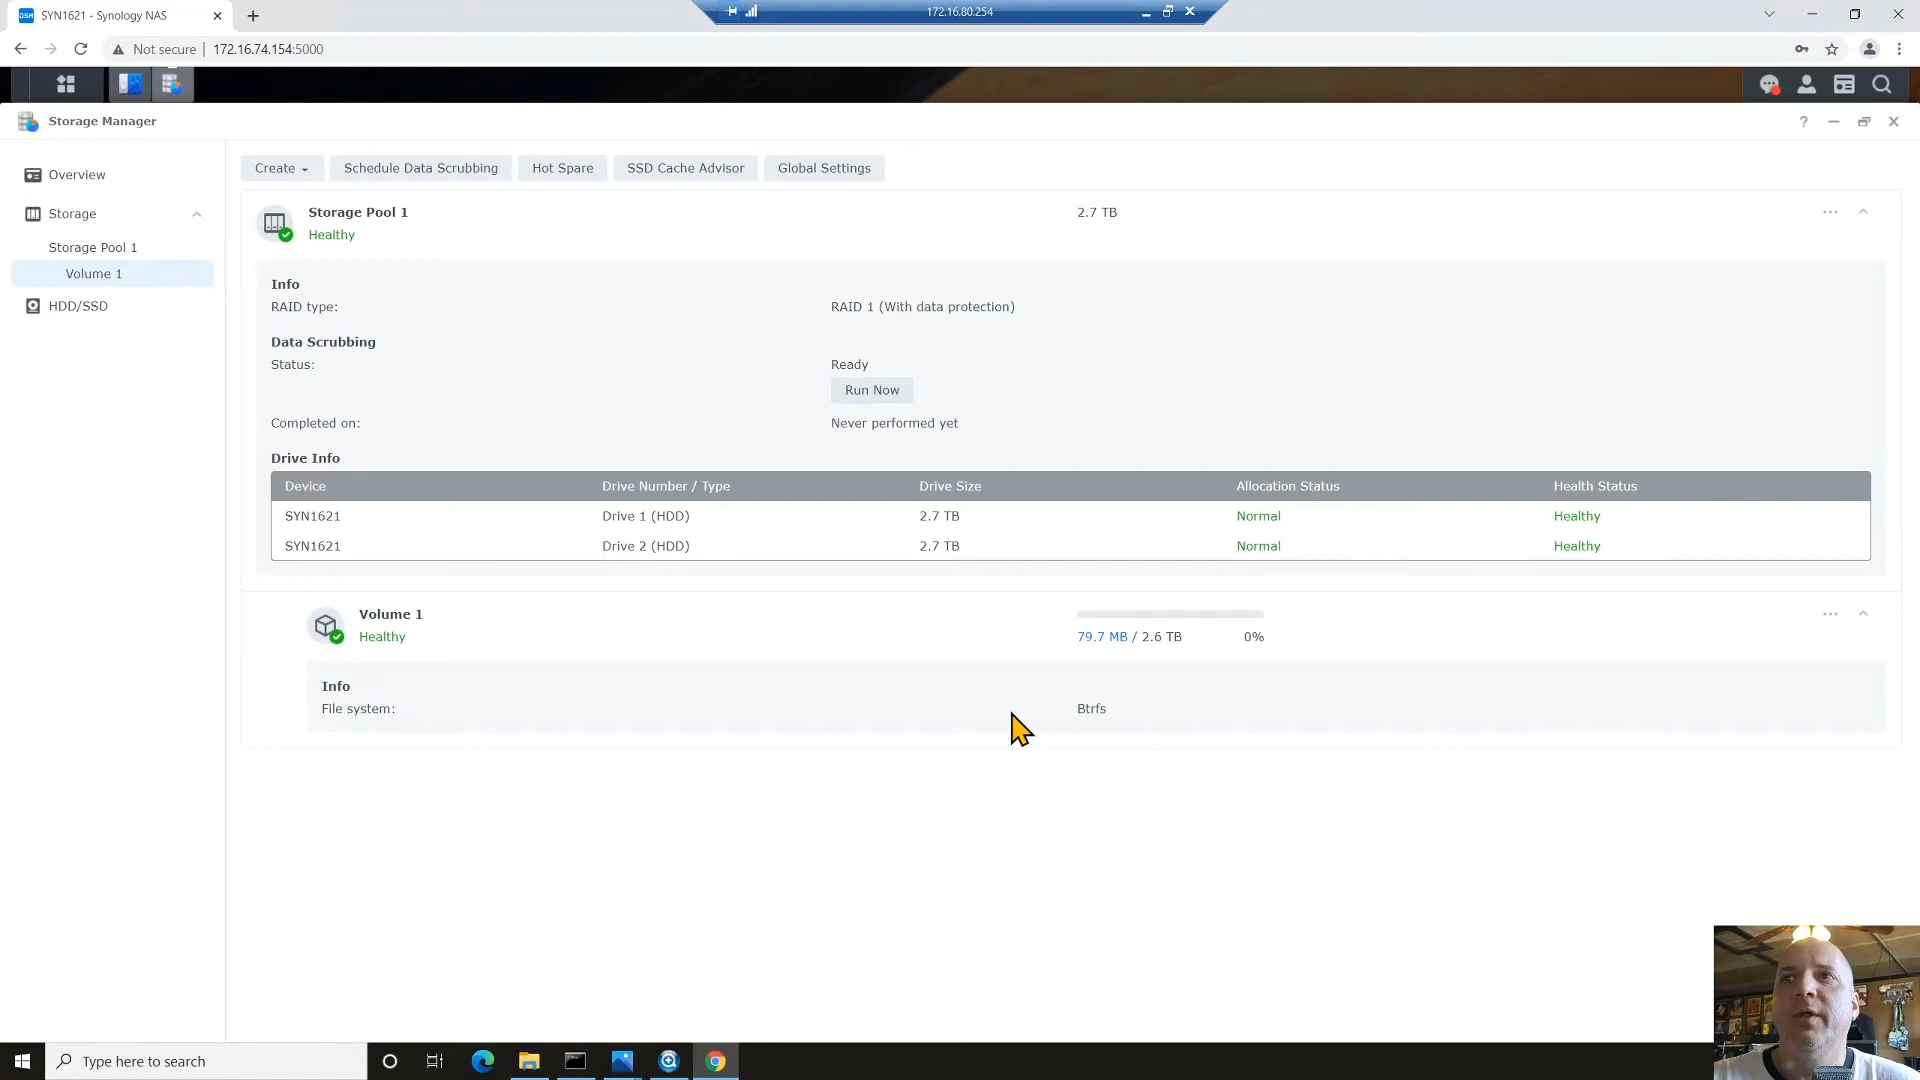 SYN1621 - Synology NAS
172.16.80.254
Not secure
172.16.74.154:5000
Storage Manager
Overview
Storage
Storage Pool 1
Volume 1
HDD/SSD
Create
Schedule Data Scrubbing
Hot Spare
SSD Cache Advisor
Global Settings
Storage Pool 1
2.7 TB
Healthy
Info
RAID type:
RAID 1 (With data protection)
Data Scrubbing
Status:
Ready
Run Now
Completed on:
Never performed yet
Drive Info
Device
Drive Number / Type
Drive Size
Allocation Status
Health Status
SYN1621
Drive 1 (HDD)
2.7 TB
Normal
Healthy
SYN1621
Drive 2 (HDD)
2.7 TB
Normal
Healthy
Volume 1
Healthy
79.7 MB / 2.6 TB
0%
Info
File system:
Btrfs
Type here to search